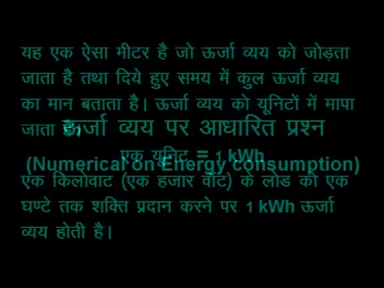 यह एक ऐसा मीटर है जो ऊर्जा व्यय को जोड़ता
जाता है तथा दिये हुए समय में कुल ऊर्जा व्यय
का मान बताता है। ऊर्जा व्यय को यूनिटों में मापा
जाता है।
ऊर्जा व्यय पर आधारित प्रश्न
एक यूनिट = 1 kWh
(Numerical on Energy consumption)
एक किलोवाट (एक हजार वॉट) के लोड को एक
घण्टे तक शक्ति प्रदान करने पर 1 kWh ऊर्जा
व्यय होती है।